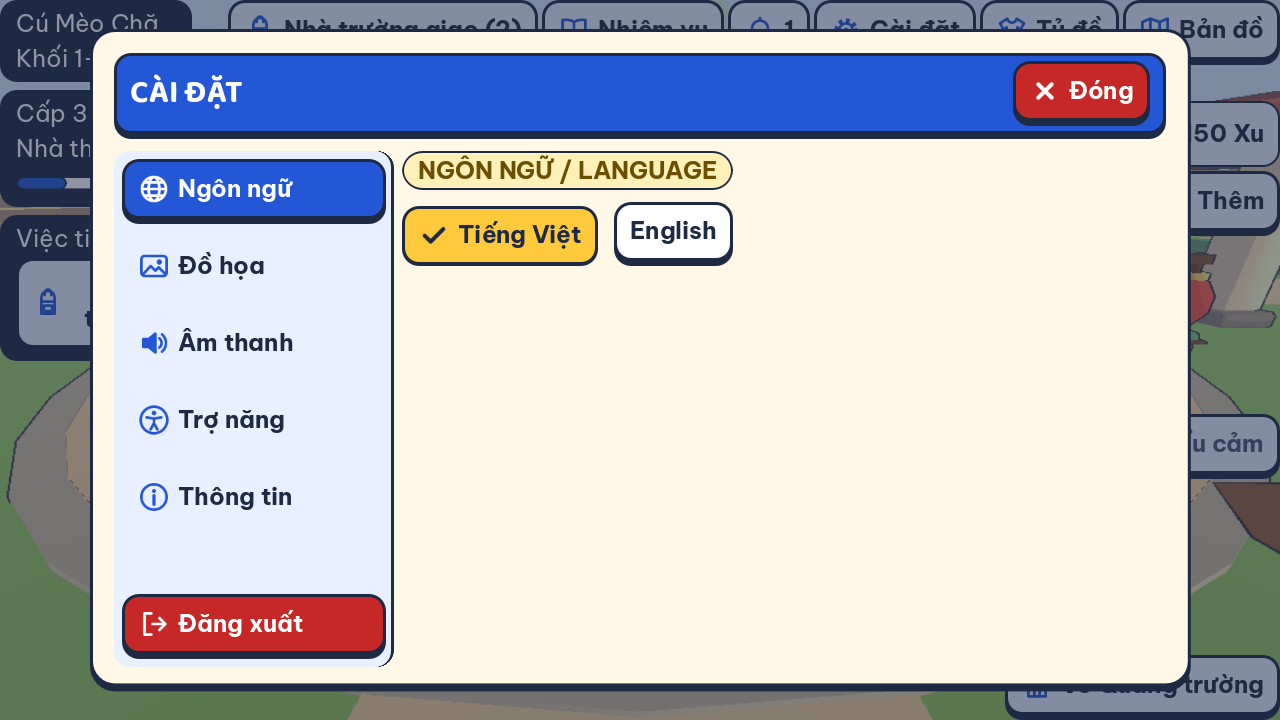 Cú Mèo Chă
Khối 1-
Cấp 3
Nhà th
Việc ti
Nhà trường giao (2)
Nhiệm vụ
1
Cài đặt
Tủ đồ
Bản đồ
CÀI ĐẶT
Đóng
50 Xu
Thêm
Ngôn ngữ
Đồ họa
Âm thanh
Trợ năng
Thông tin
Đăng xuất
NGÔN NGỮ / LANGUAGE
Tiếng Việt
English
u cảm
trường